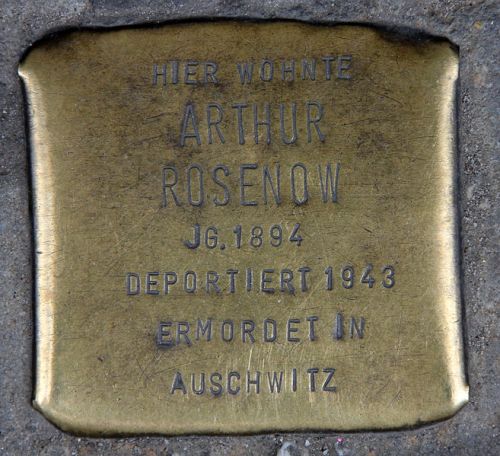 HIER WOHNTE
ARTHUR
ROSENOW
JG. 1894
DEPORTIERT 1943
ERMORDET IN
AUSCHWITZ